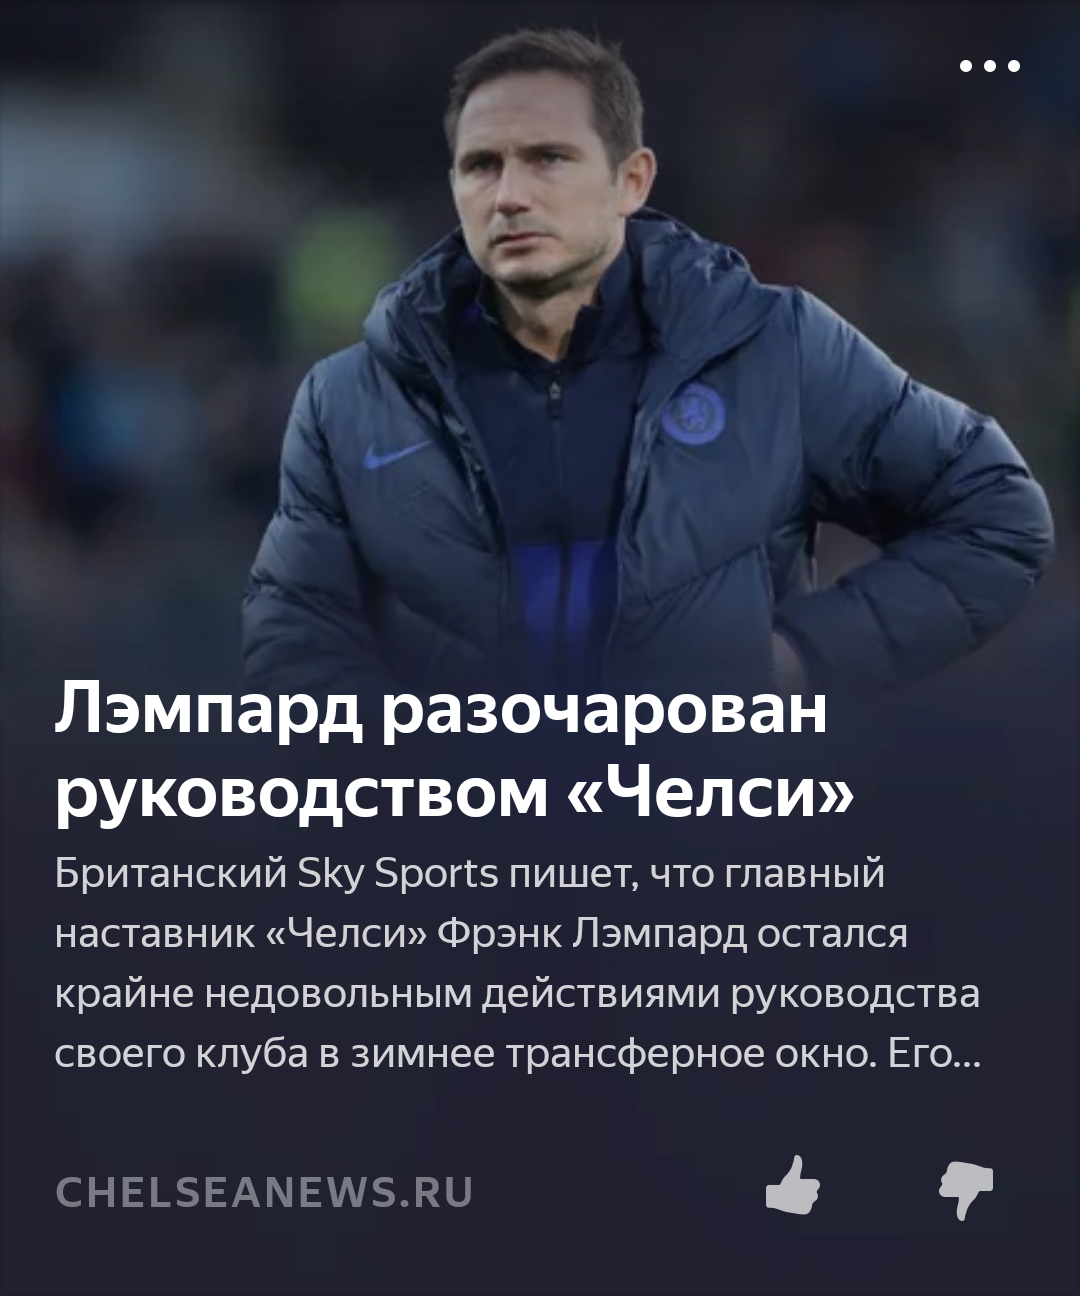 Лэмпард разочарован
руководством «Челси»
Британский Sky Sports пишет, что главный
наставник «Челси» Фрэнк Лэмпард остался
крайне недовольным действиями руководства
своего клуба в зимнее трансферное окно. Его...
CHELSEANEWS.RU